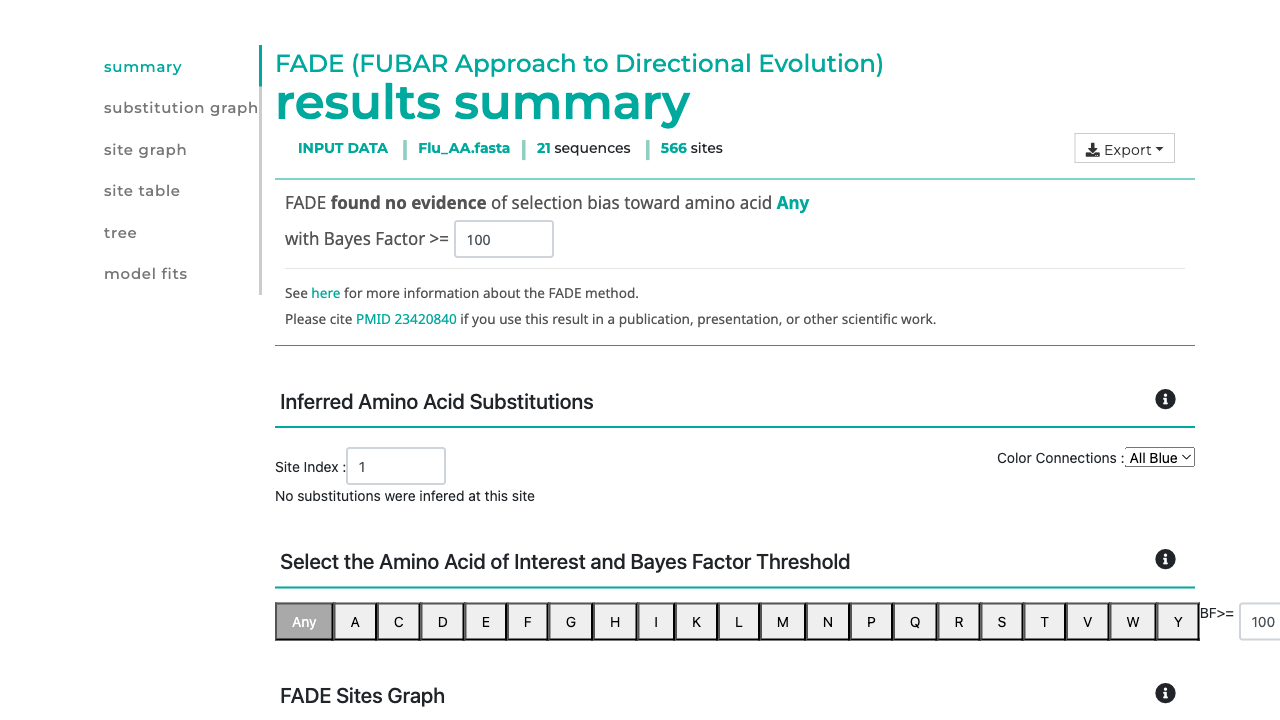 summary
substitution graph
site graph
site table
tree
model fits
FADE (FUBAR Approach to Directional Evolution)
results summary
INPUT DATA | Flu_AA.fasta | 21 sequences | 566 sites
Export
FADE found no evidence of selection bias toward amino acid Any
with Bayes Factor >= 100
See here for more information about the FADE method.
Please cite PMID 23420840 if you use this result in a publication, presentation, or other scientific work.
Inferred Amino Acid Substitutions
Site Index : 1
Color Connections : All Blue
No substitutions were infered at this site
Select the Amino Acid of Interest and Bayes Factor Threshold
Any A C D E F G H I K L M N P Q R S T V W Y BF>= 100
FADE Sites Graph